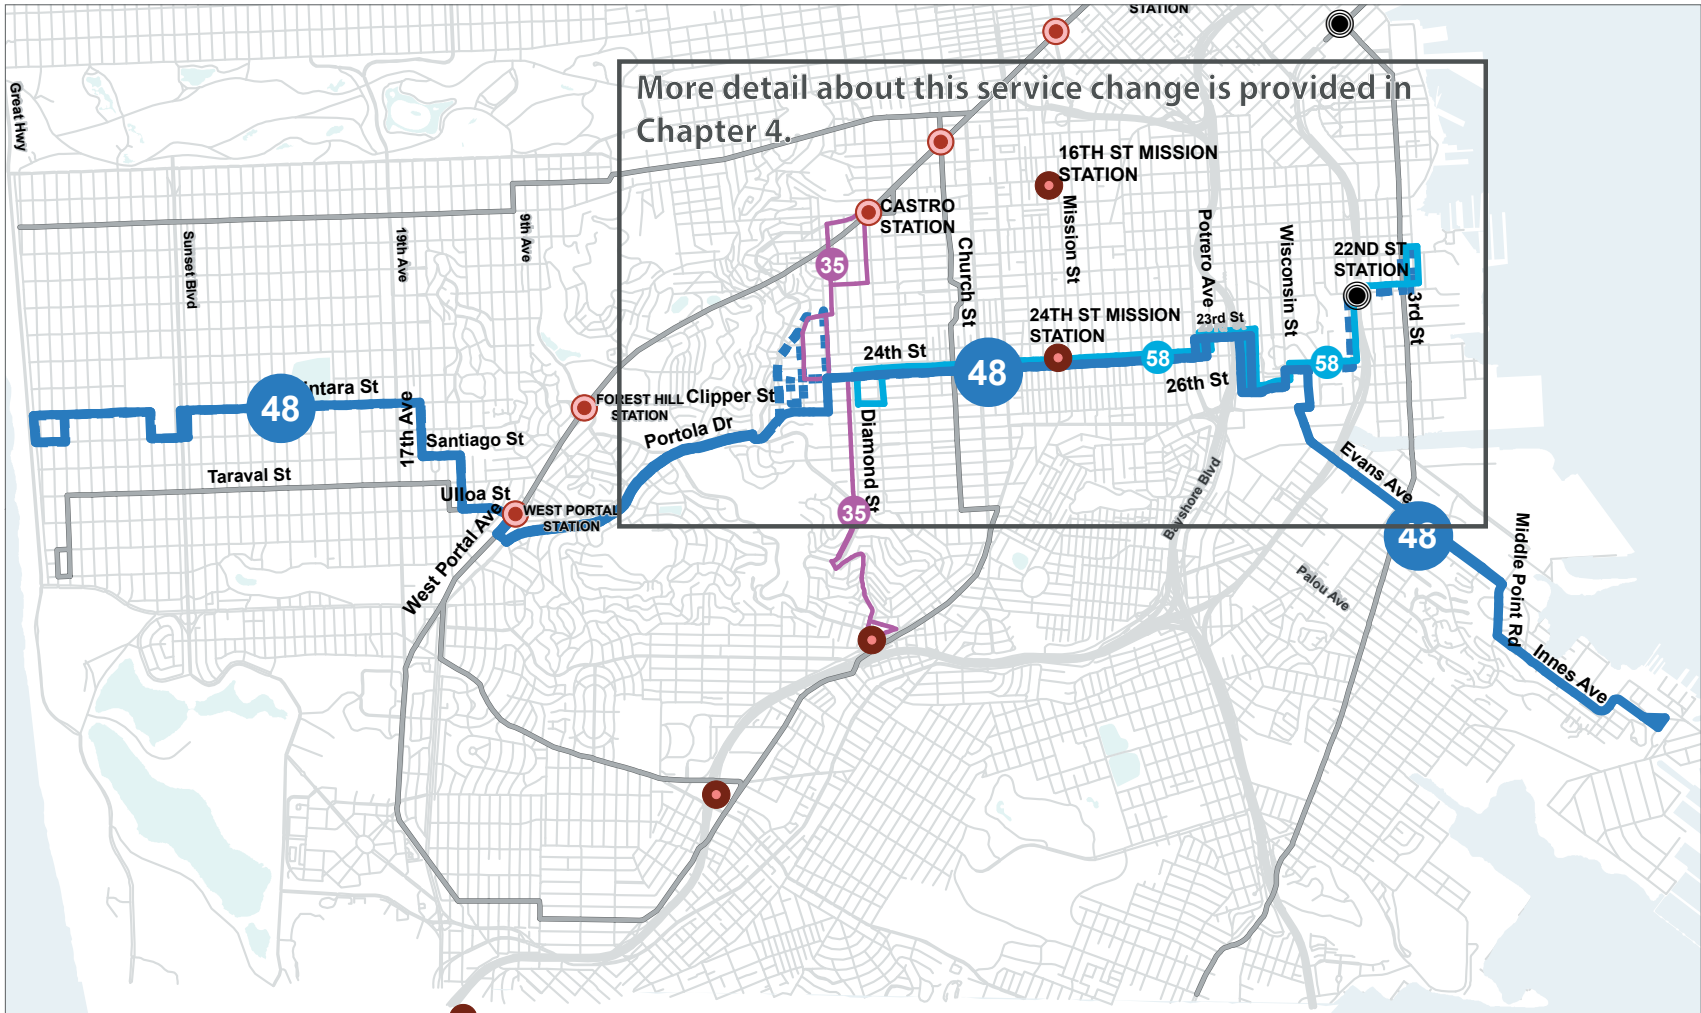 STATION
More detail about this service change is provided in
Chapter 4.
Great Hwy
16TH ST MISSION
STATION
CASTRO
STATION
Mission St
Church St
Potrero Ave
Wisconsin St
9th Ave
19th Ave
Sunset Blvd
35
22ND ST
STATION
3rd St
24TH ST MISSION
STATION
23rd St
24th St
48
58
58
26th St
ntara St
48
17th Ave
FOREST HILL
STATION
Clipper St
Portola Dr
Diamond St
Santiago St
Taraval St
Ulloa St
WEST PORTAL
STATION
West Portal Ave
35
Bayshore Blvd
Evans Ave
48
Palou Ave
Middle Point Rd
Innes Ave